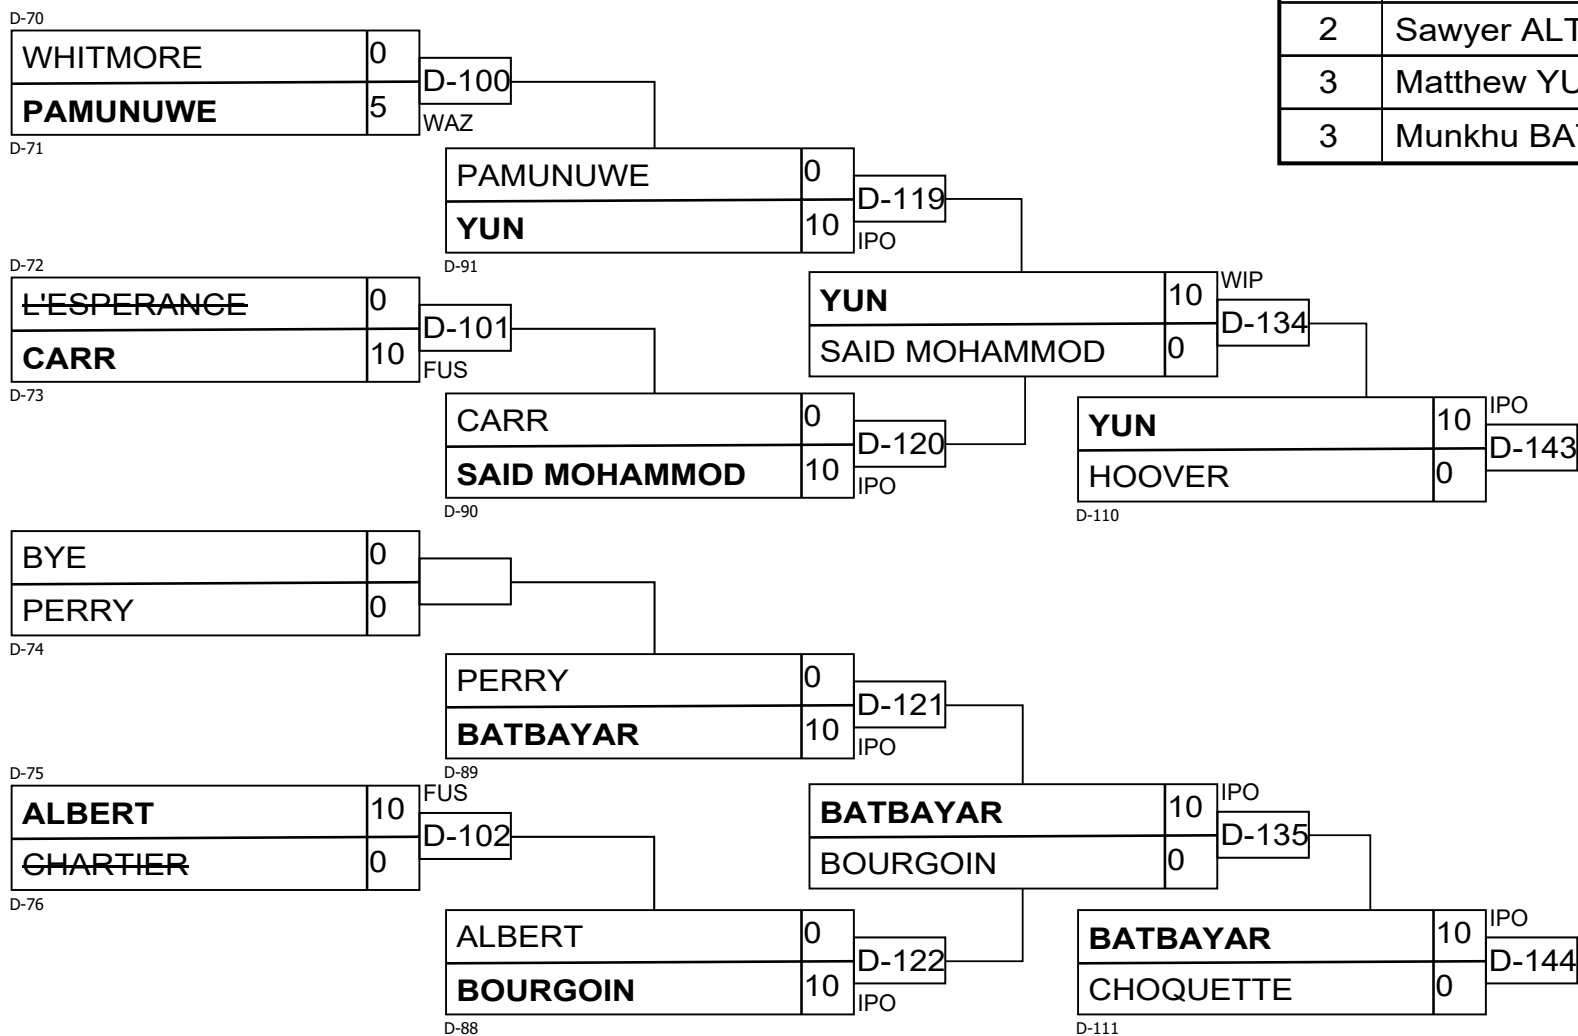 D-70
WHITMORE 0
D-100
PAMUNUWE 5
WAZ
D-71
2 Sawyer ALT
3 Matthew YU
3 Munkhu BAT
PAMUNUWE 0
D-119
YUN 10
IPO
D-91
D-72
L'ESPERANCE 0
D-101
CARR 10
FUS
D-73
YUN 10
WIP
D-134
SAID MOHAMMOD 0
CARR 0
D-120
SAID MOHAMMOD 10
IPO
D-90
YUN 10
IPO
D-143
HOOVER 0
D-110
BYE 0
PERRY 0
D-74
PERRY 0
D-121
BATBAYAR 10
IPO
D-89
D-75
ALBERT 10
FUS
D-102
CHARTIER 0
D-76
BATBAYAR 10
IPO
D-135
BOURGOIN 0
ALBERT 0
D-122
BOURGOIN 10
IPO
D-88
BATBAYAR 10
IPO
D-144
CHOQUETTE 0
D-111